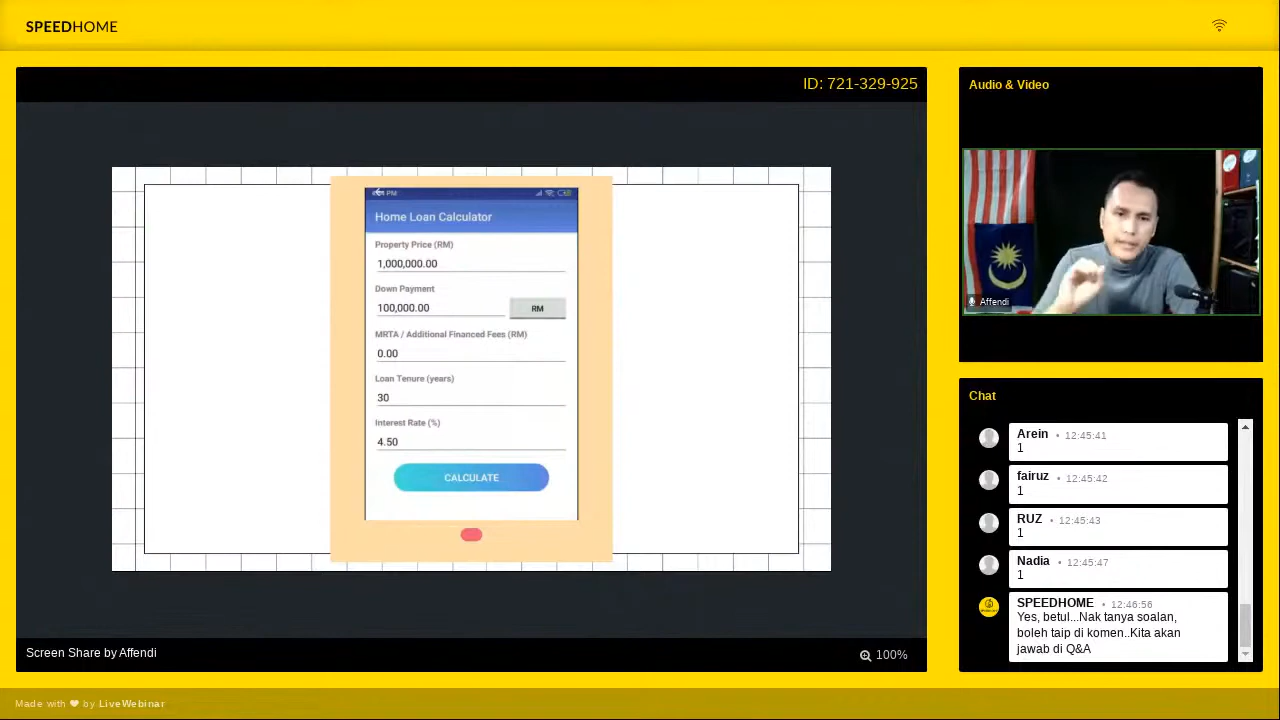 SPEEDHOME
ID: 721-329-925
Home Loan Calculator
Property Price (RM)
1,000,000.00
Down Payment
100,000.00
RM
MRTA / Additional Financed Fees (RM)
0.00
Loan Tenure (years)
30
Interest Rate (%)
4.50
CALCULATE
Screen Share by Affendi
100%
Audio & Video
Affendi
Chat
Arein • 12:45:41
1
fairuz • 12:45:42
1
RUZ • 12:45:43
1
Nadia • 12:45:47
1
SPEEDHOME • 12:46:56
Yes, betul...Nak tanya soalan,
boleh taip di komen..Kita akan
jawab di Q&A
Made with ❤ by LiveWebinar